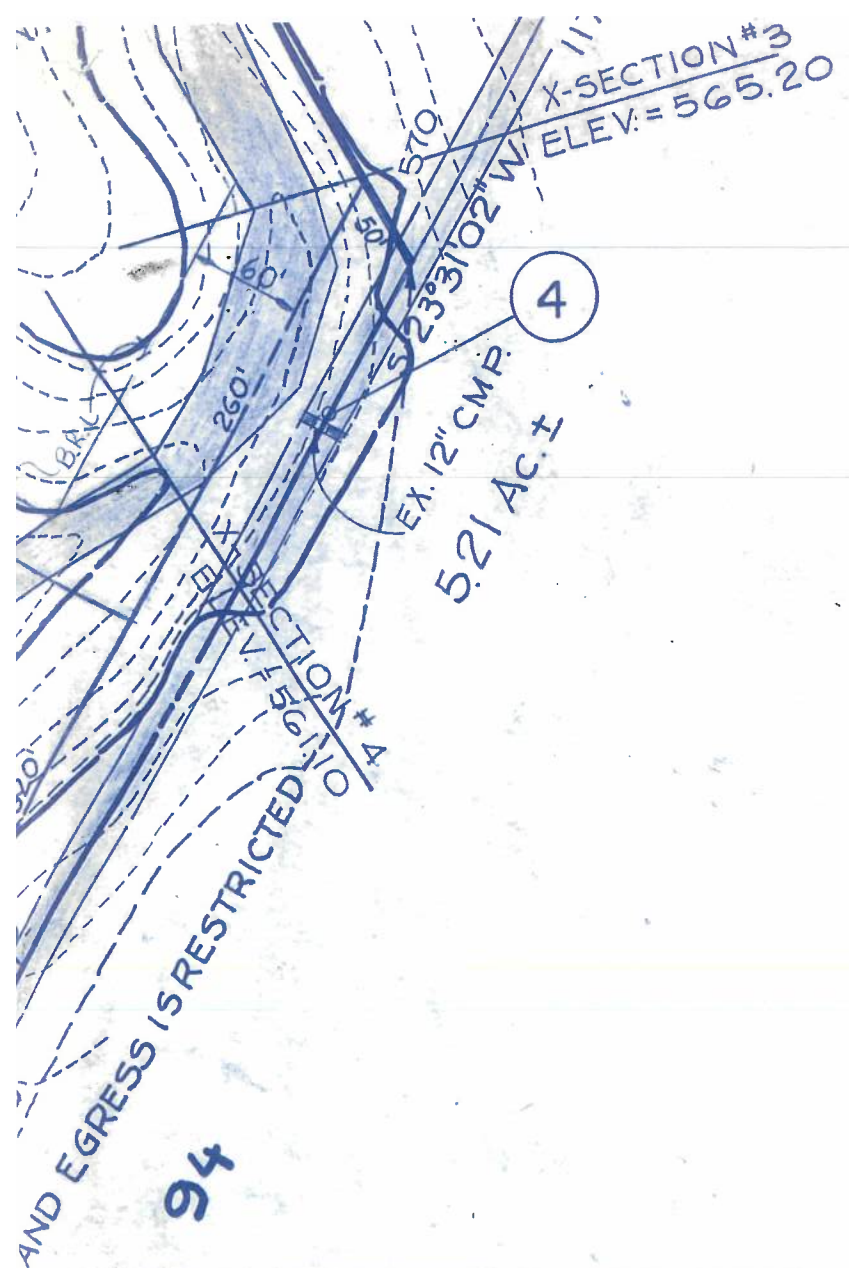 X-SECTION #3
ELEV. = 565.20
570
S 23°31'02" W
50'
60'
4
260'
B.R.L
EX. 12" CMP.
5.21 AC. ±
X-SECTION # 4
ELEV. = 561.10
20'
AND EGRESS IS RESTRICTED
94